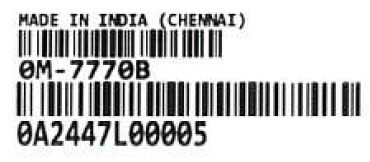 MADE IN INDIA (CHENNAI)
0M-7770B
0A2447L00005